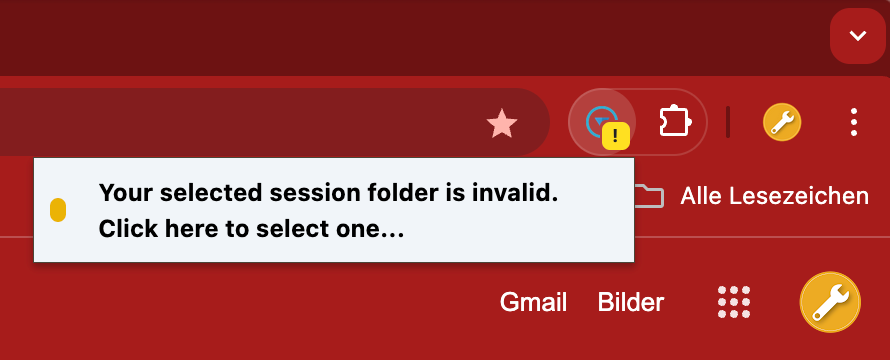 !
Your selected session folder is invalid.
Click here to select one...
Alle Lesezeichen
Gmail Bilder